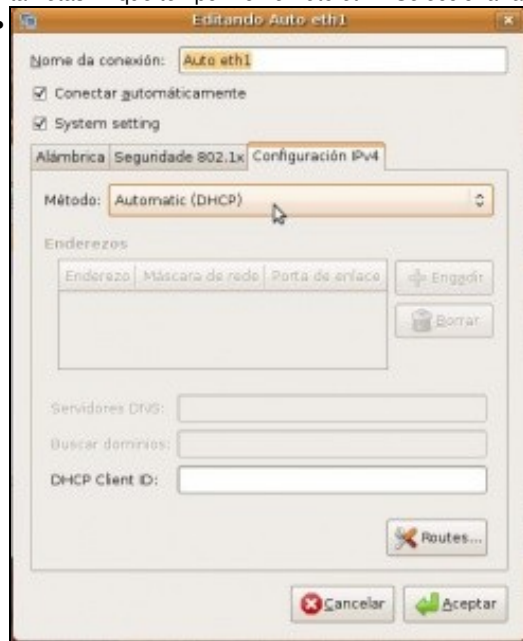 Editando Auto eth1
Nome da conexión: Auto eth1
Conectar automáticamente
System setting
Alámbrica Seguridade 802.1x Configuración IPv4
Método: Automatic (DHCP)
Enderezos
Enderezo Máscara de rede Porta de enlace
Engadir
Borrar
Servidores DNS:
Buscar dominios:
DHCP Client ID:
Routes...
Cancelar Aceptar